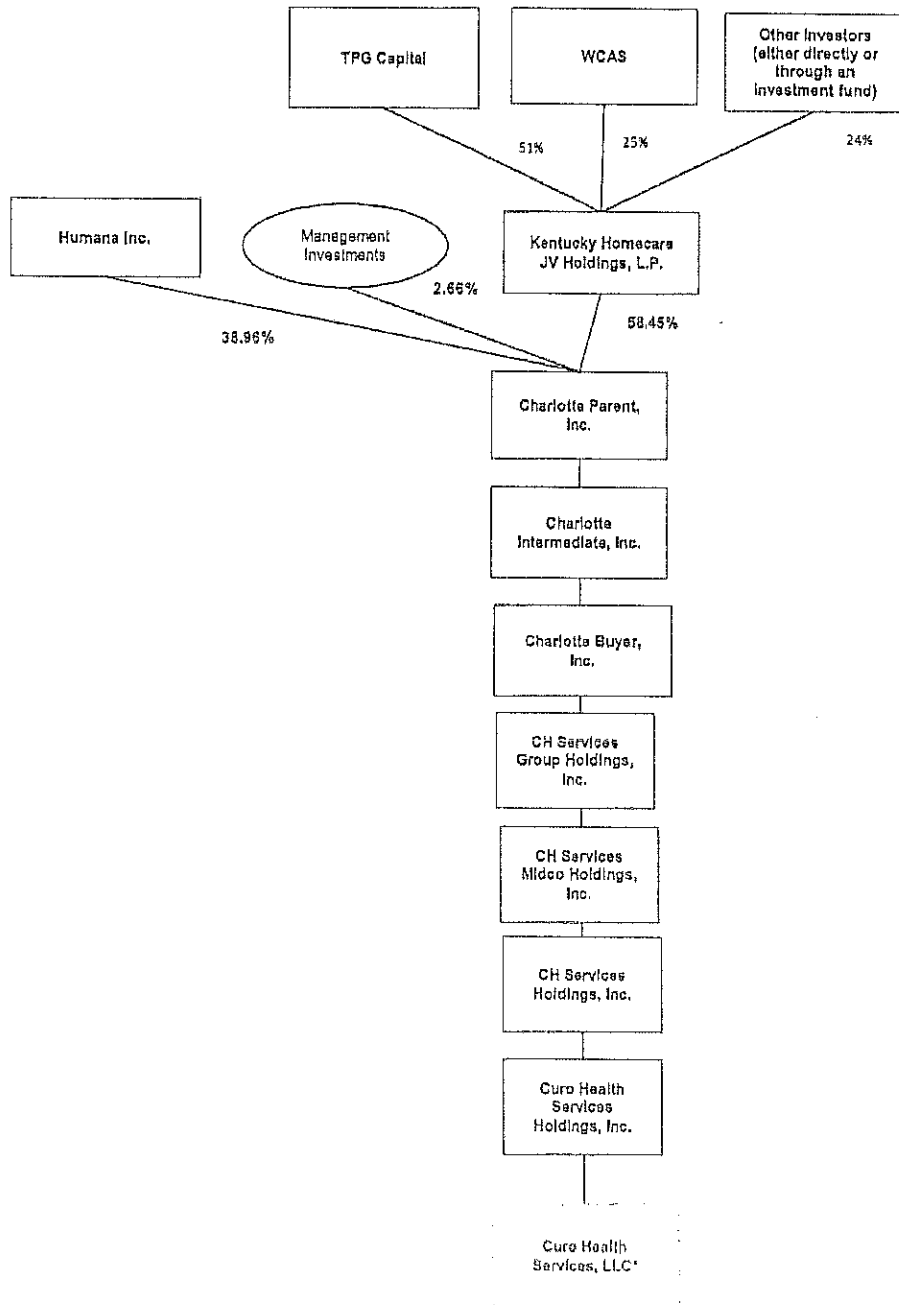 TPG Capital
WCAS
Other Investors
(either directly or
through an
investment fund)
51%
25%
24%
Humana Inc.
Management
Investments
Kentucky Homecare
JV Holdings, L.P.
2.66%
58.45%
38.96%
Charlotte Parent,
Inc.
Charlotte
Intermediate, Inc.
Charlotte Buyer,
Inc.
CH Services
Group Holdings,
Inc.
CH Services
Midco Holdings,
Inc.
CH Services
Holdings, Inc.
Curo Health
Services
Holdings, Inc.
Curo Health
Services, LLC*